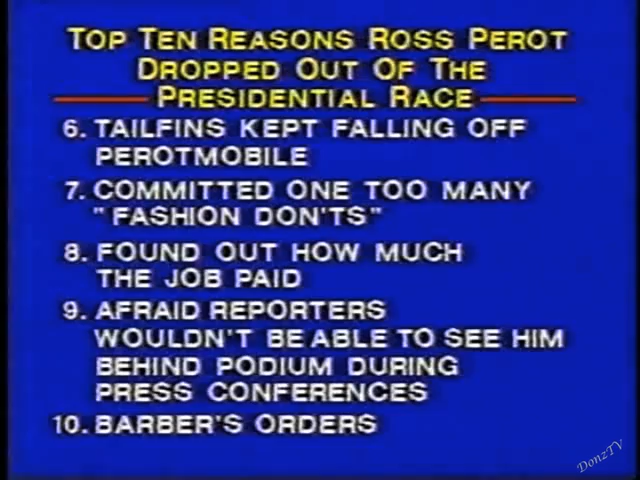 TOP TEN REASONS ROSS PEROT
DROPPED OUT OF THE
PRESIDENTIAL RACE
6. TAILFINS KEPT FALLING OFF
PEROTMOBILE
7. COMMITTED ONE TOO MANY
"FASHION DON'TS"
8. FOUND OUT HOW MUCH
THE JOB PAID
9. AFRAID REPORTERS
WOULDN'T BE ABLE TO SEE HIM
BEHIND PODIUM DURING
PRESS CONFERENCES
10. BARBER'S ORDERS
DonzTV